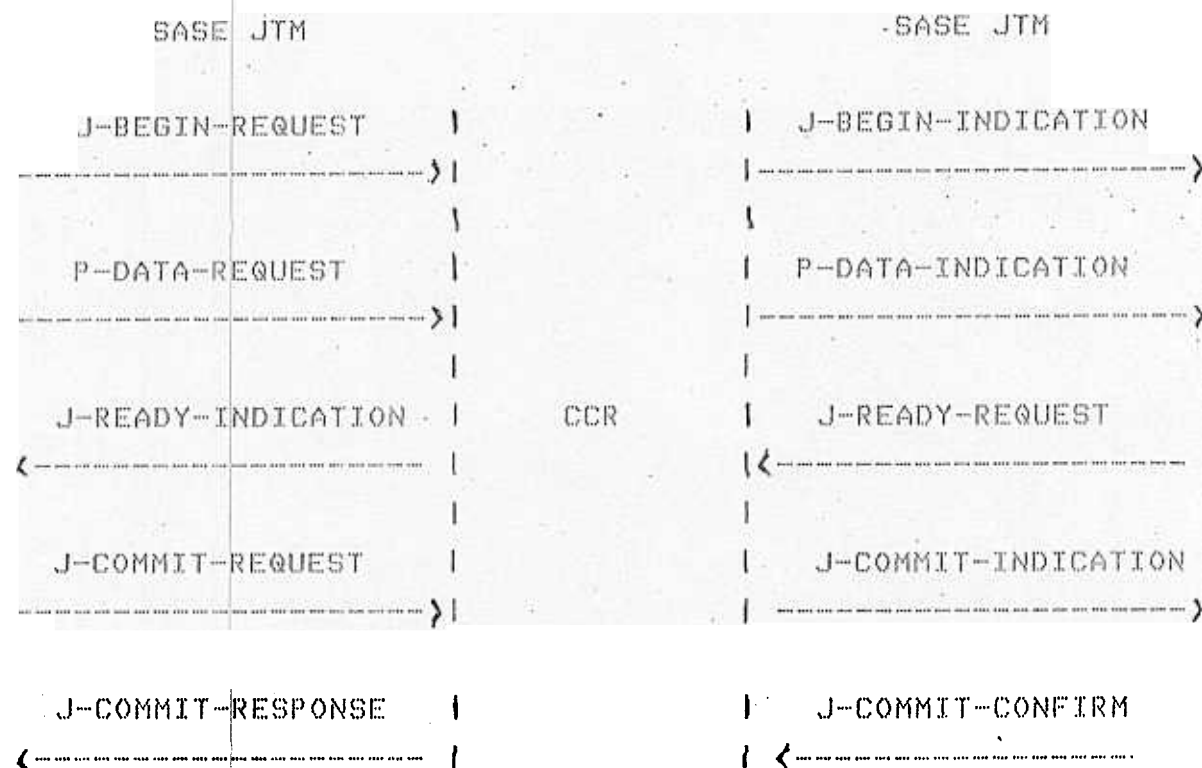 SASE JTM
SASE JTM
J-BEGIN-REQUEST
J-BEGIN-INDICATION
P-DATA-REQUEST
P-DATA-INDICATION
J-READY-INDICATION
CCR
J-READY-REQUEST
J-COMMIT-REQUEST
J-COMMIT-INDICATION
J-COMMIT-RESPONSE
J-COMMIT-CONFIRM